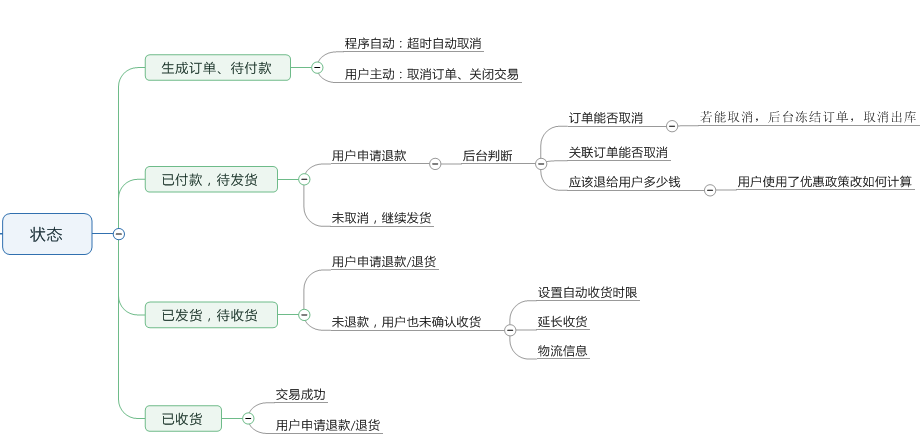 状态
生成订单、待付款
程序自动：超时自动取消
用户主动：取消订单、关闭交易
已付款，待发货
用户申请退款
后台判断
订单能否取消
若能取消，后台冻结订单，取消出库
关联订单能否取消
应该退给用户多少钱
用户使用了优惠政策改如何计算
未取消，继续发货
已发货，待收货
用户申请退款/退货
未退款，用户也未确认收货
设置自动收货时限
延长收货
物流信息
已收货
交易成功
用户申请退款/退货